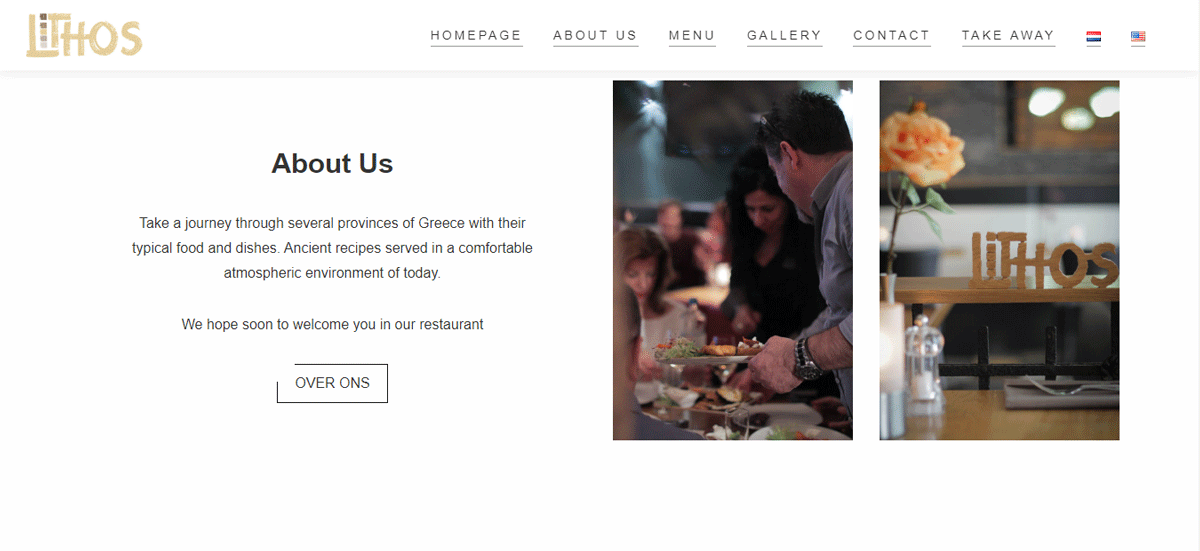 LiTHOS
HOMEPAGE
ABOUT US
MENU
GALLERY
CONTACT
TAKE AWAY
About Us
Take a journey through several provinces of Greece with their
typical food and dishes. Ancient recipes served in a comfortable
atmospheric environment of today.
We hope soon to welcome you in our restaurant
OVER ONS
LiTHOS